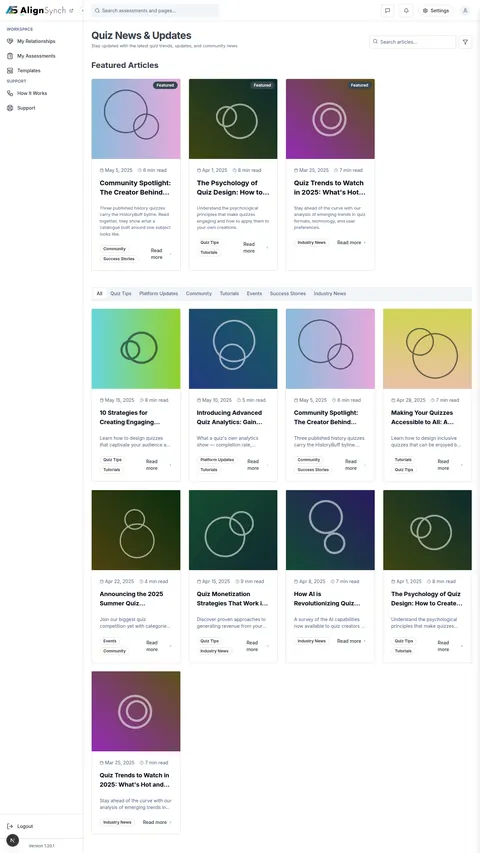 AlignSynch
Search assessments and pages...
Settings
A
WORKSPACE
My Relationships
My Assessments
Templates
SUPPORT
How It Works
Support
Quiz News & Updates
Stay updated with the latest quiz trends, updates, and community news
Search articles...
Featured Articles
Featured
May 5, 2025 6 min read
Community Spotlight:
The Creator Behind...
Three published history quizzes
carry the HistoryBuff byline. Read
together, they show what a
catalogue built around one subject
looks like.
Community
Success Stories
Read
more
Featured
Apr 1, 2025 8 min read
The Psychology of
Quiz Design: How to...
Understand the psychological
principles that make quizzes
engaging and how to apply them to
your own creations.
Quiz Tips
Tutorials
Read
more
Featured
Mar 25, 2025 7 min read
Quiz Trends to Watch
in 2025: What's Hot...
Stay ahead of the curve with our
analysis of emerging trends in quiz
formats, technology, and user
preferences.
Industry News
Read more
All Quiz Tips Platform Updates Community Tutorials Events Success Stories Industry News
May 15, 2025 6 min read
10 Strategies for
Creating Engaging...
Learn how to design quizzes
that captivate your audience a...
Quiz Tips
Tutorials
Read
more
May 10, 2025 5 min read
Introducing Advanced
Quiz Analytics: Gain...
What a quiz's own analytics
show — completion rate,...
Platform Updates
Tutorials
Read
more
May 5, 2025 6 min read
Community Spotlight:
The Creator Behind...
Three published history quizzes
carry the HistoryBuff byline...
Community
Success Stories
Read
more
Apr 28, 2025 7 min read
Making Your Quizzes
Accessible to All: A...
Learn how to design inclusive
quizzes that can be enjoyed b...
Tutorials
Quiz Tips
Read
more
Apr 22, 2025 4 min read
Announcing the 2025
Summer Quiz...
Join our biggest quiz
competition yet with categorie...
Events
Community
Read
more
Apr 15, 2025 9 min read
Quiz Monetization
Strategies That Work i...
Discover proven approaches to
generating revenue from your...
Quiz Tips
Industry News
Read
more
Apr 8, 2025 7 min read
How AI is
Revolutionizing Quiz...
A survey of the AI capabilities
now available to quiz creators ...
Industry News
Read more
Apr 1, 2025 8 min read
The Psychology of Quiz
Design: How to Create...
Understand the psychological
principles that make quizzes...
Quiz Tips
Tutorials
Read
more
Mar 25, 2025 7 min read
Quiz Trends to Watch in
2025: What's Hot and...
Stay ahead of the curve with our
analysis of emerging trends in...
Industry News
Read more
Logout
N
Version 1.20.1